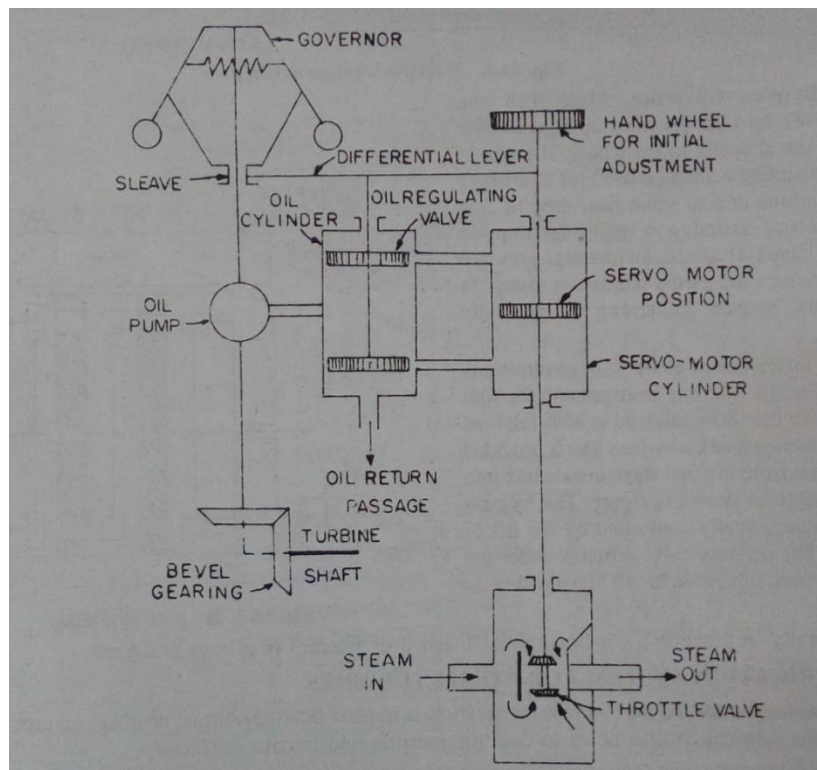 GOVERNOR
HAND WHEEL
FOR INITIAL
ADUSTMENT
DIFFERENTIAL LEVER
SLEAVE
OIL
CYLINDER
OILREGULATING
VALVE
SERVO MOTOR
POSITION
OIL
PUMP
SERVO-MOTOR
CYLINDER
OIL RETURN
PASSAGE
TURBINE
SHAFT
BEVEL
GEARING
STEAM
IN
STEAM
OUT
THROTTLE VALVE